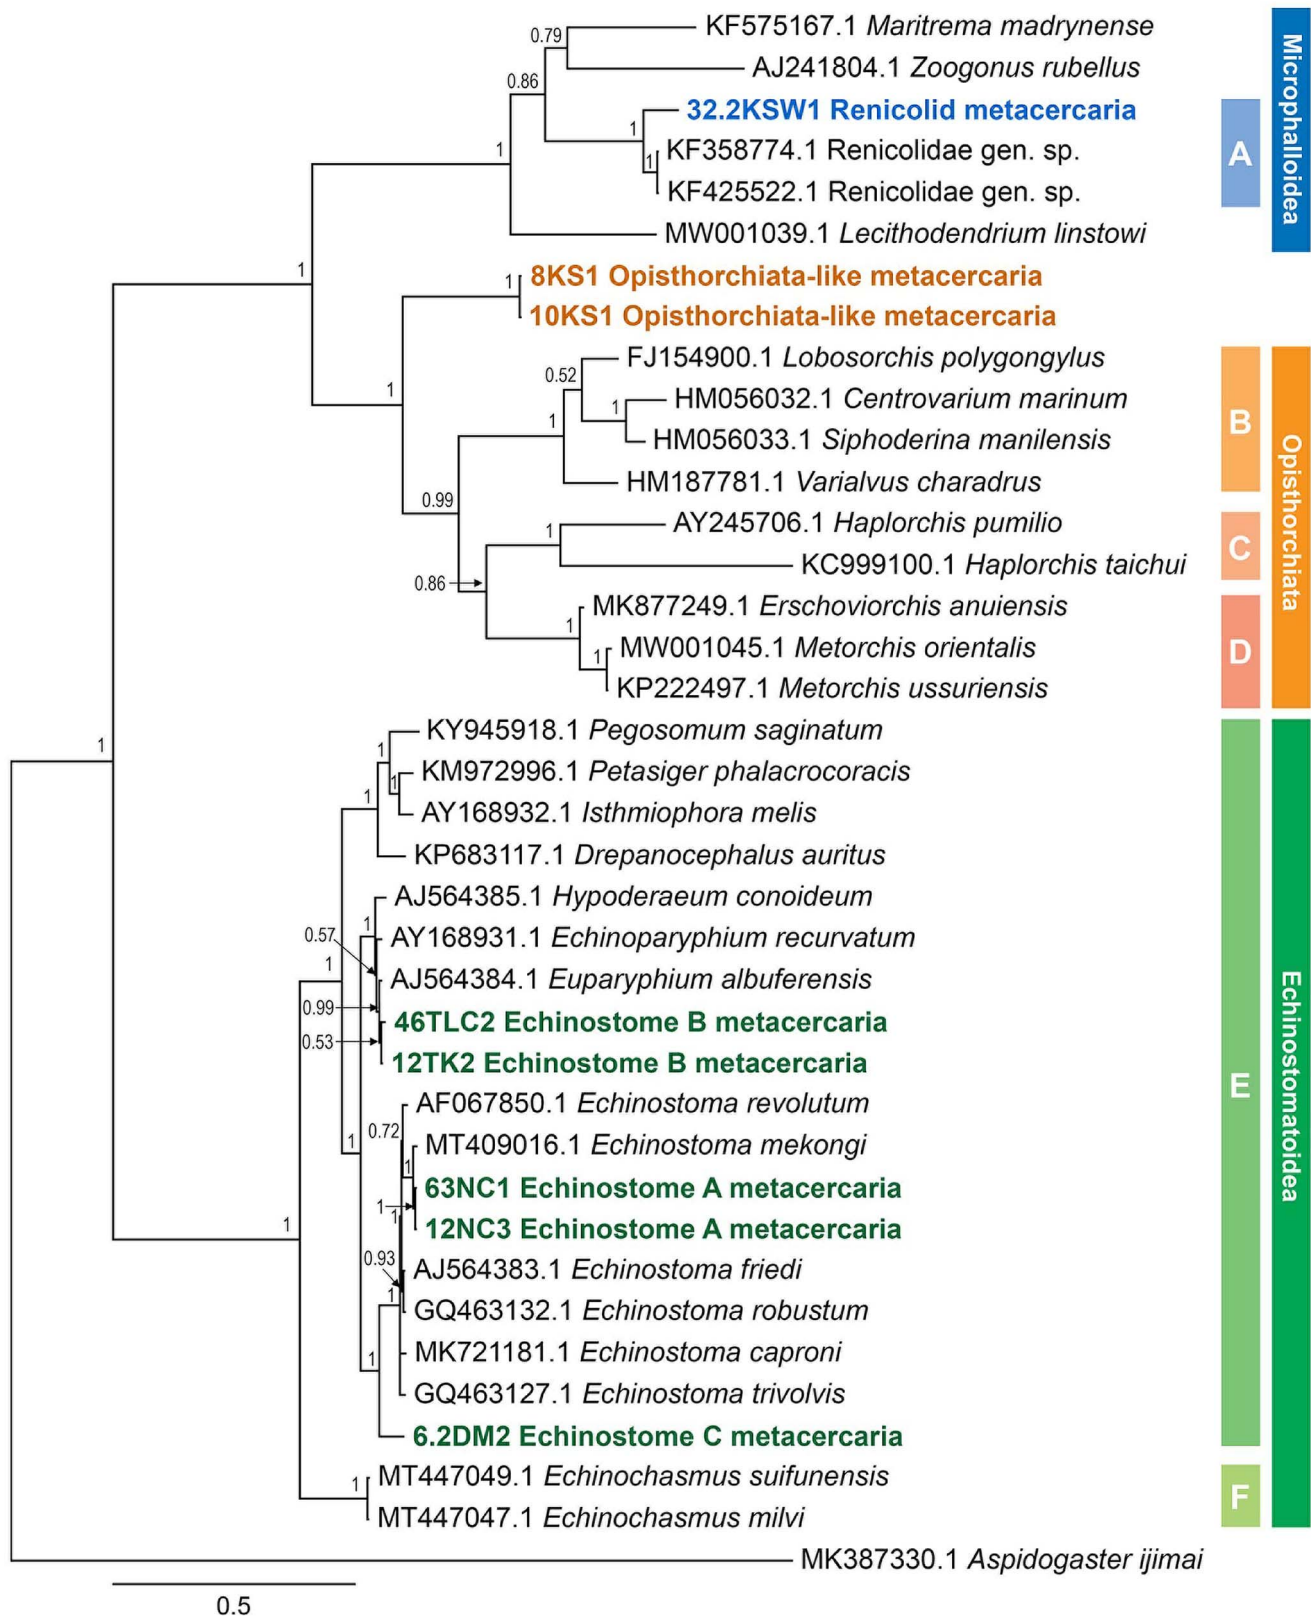 KF575167.1 Maritrema madrynense
0.79
AJ241804.1 Zoogonus rubellus
0.86
32.2KSW1 Renicolid metacercaria
1
KF358774.1 Renicolidae gen. sp.
1
1
KF425522.1 Renicolidae gen. sp.
MW001039.1 Lecithodendrium linstowi
A
Microphalloidea
1
8KS1 Opisthorchiata-like metacercaria
1
10KS1 Opisthorchiata-like metacercaria
FJ154900.1 Lobosorchis polygongylus
0.52
1
HM056032.1 Centrovarium marinum
1
1
HM056033.1 Siphoderina manilensis
HM187781.1 Varialvus charadrus
B
0.99
AY245706.1 Haplorchis pumilio
1
KC999100.1 Haplorchis taichui
C
0.86
MK877249.1 Erschoviorchis anuiensis
1
MW001045.1 Metorchis orientalis
1
KP222497.1 Metorchis ussuriensis
D
Opisthorchiata
KY945918.1 Pegosomum saginatum
1
1
KM972996.1 Petasiger phalacrocoracis
1
1
AY168932.1 Isthmiophora melis
KP683117.1 Drepanocephalus auritus
AJ564385.1 Hypoderaeum conoideum
1
0.57
AY168931.1 Echinoparyphium recurvatum
1
AJ564384.1 Euparyphium albuferensis
0.99
46TLC2 Echinostome B metacercaria
0.53
12TK2 Echinostome B metacercaria
AF067850.1 Echinostoma revolutum
0.72
1
MT409016.1 Echinostoma mekongi
1
63NC1 Echinostome A metacercaria
1
1
12NC3 Echinostome A metacercaria
1
0.93
AJ564383.1 Echinostoma friedi
1
GQ463132.1 Echinostoma robustum
MK721181.1 Echinostoma caproni
1
GQ463127.1 Echinostoma trivolvis
6.2DM2 Echinostome C metacercaria
E
MT447049.1 Echinochasmus suifunensis
1
MT447047.1 Echinochasmus milvi
F
Echinostomatoidea
MK387330.1 Aspidogaster ijimai
0.5